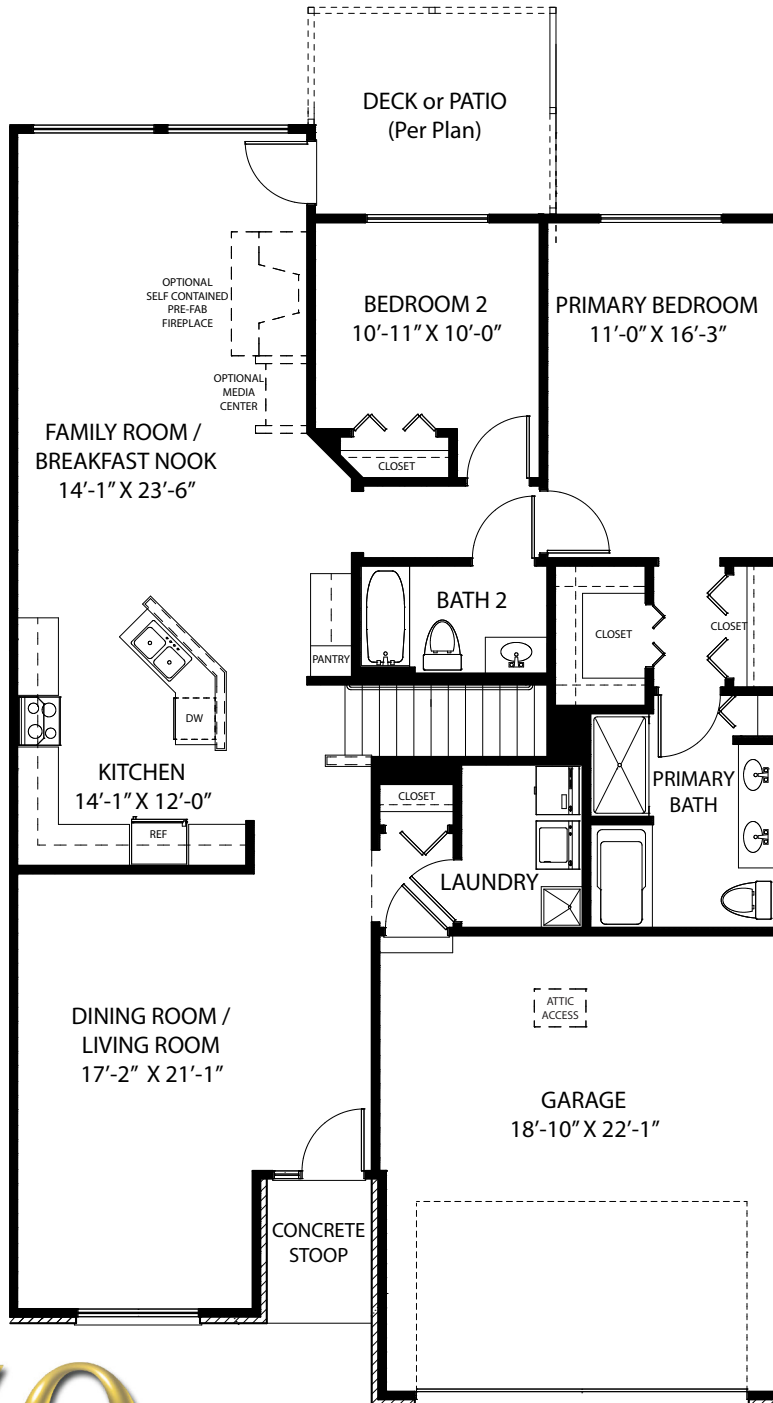 DECK or PATIO
(Per Plan)
OPTIONAL
SELF CONTAINED
PRE-FAB
FIREPLACE
BEDROOM 2
10'-11" X 10'-0"
PRIMARY BEDROOM
11'-0" X 16'-3"
OPTIONAL
MEDIA
CENTER
FAMILY ROOM /
BREAKFAST NOOK
14'-1" X 23'-6"
CLOSET
BATH 2
CLOSET
CLOSET
PANTRY
DW
KITCHEN
14'-1" X 12'-0"
REF
CLOSET
PRIMARY
BATH
LAUNDRY
DINING ROOM /
LIVING ROOM
17'-2" X 21'-1"
ATTIC
ACCESS
GARAGE
18'-10" X 22'-1"
CONCRETE
STOOP